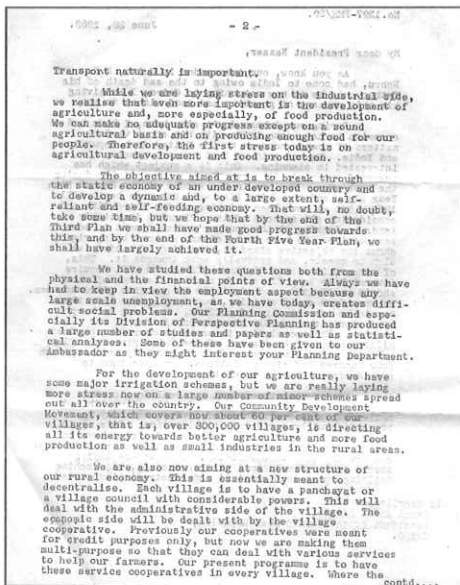 - 2 -
Transport naturally is important.
While we are laying stress on the industrial side,
we realise that even more important is the development of
agriculture and, more especially, of food production.
We can make no adequate progress except on a sound
agricultural basis and on producing enough food for our
people. Therefore, the first stress today is on
agricultural development and food production.
The objective aimed at is to break through
the static economy of an under developed country and
to develop a dynamic and, to a large extent, self-
reliant and self-feeding economy. That will, no doubt,
take some time, but we hope that by the end of the
Third Plan we shall have made good progress towards
this, and by the end of the Fourth Five Year Plan, we
shall have largely achieved it.
We have studied these questions both from the
physical and the financial points of view. Always we have
had to keep in view the employment aspect because any
large scale unemployment, as we have today, creates diffi-
cult social problems. Our Planning Commission and espe-
cially its Division of Perspective Planning has produced
a large number of studies and papers as well as statisti-
cal analyses. Some of these have been given to our
Ambassador as they might interest your Planning Department.
For the development of our agriculture, we have
some major irrigation schemes, but we are really laying
more stress now on a large number of minor schemes spread
out all over the country. Our Community Development
Movement, which covers now about 60 per cent of our
villages, that is, over 300,000 villages, is directing
all its energy towards better agriculture and more food
production as well as small industries in the rural areas.
We are also now aiming at a new structure of
our rural economy. This is essentially meant to
decentralise. Each village is to have a panchayat or
a village council with considerable powers. This will
deal with the administrative side of the village. The
economic side will be dealt with by the village
cooperative. Previously our cooperatives were meant
for credit purposes only, but now we are making them
multi-purpose so that they can deal with various services
to help our farmers. Our present programme is to have
these service cooperatives in every village. Where the
contd....